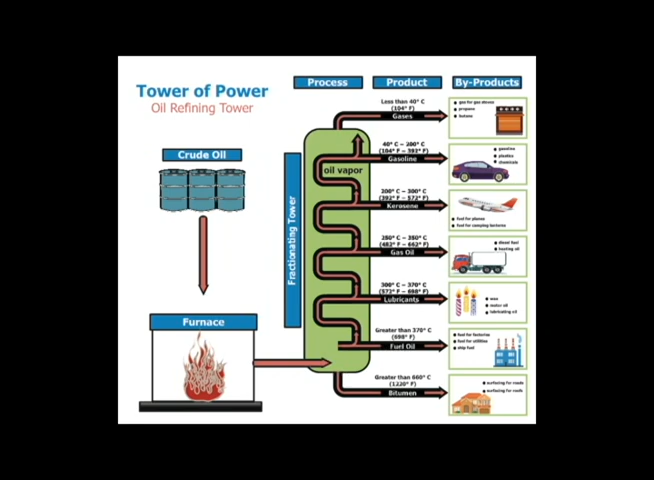 Tower of Power
Oil Refining Tower
Process
Product
By-Products
Crude Oil
Fractionating Tower
Furnace
oil vapor
Less than 40° C
(104° F)
Gases
gas for gas stoves
propane
butane
40° C - 200° C
(104° F - 392° F)
Gasoline
gasoline
plastics
chemicals
200° C - 300° C
(392° F - 572° F)
Kerosene
fuel for planes
fuel for camping lanterns
250° C - 350° C
(482° F - 662° F)
Gas Oil
diesel fuel
heating oil
300° C - 370° C
(572° F - 698° F)
Lubricants
wax
motor oil
lubricating oil
Greater than 370° C
(698° F)
Fuel Oil
fuel for factories
fuel for utilities
ship fuel
Greater than 660° C
(1220° F)
Bitumen
surfacing for roads
surfacing for roofs